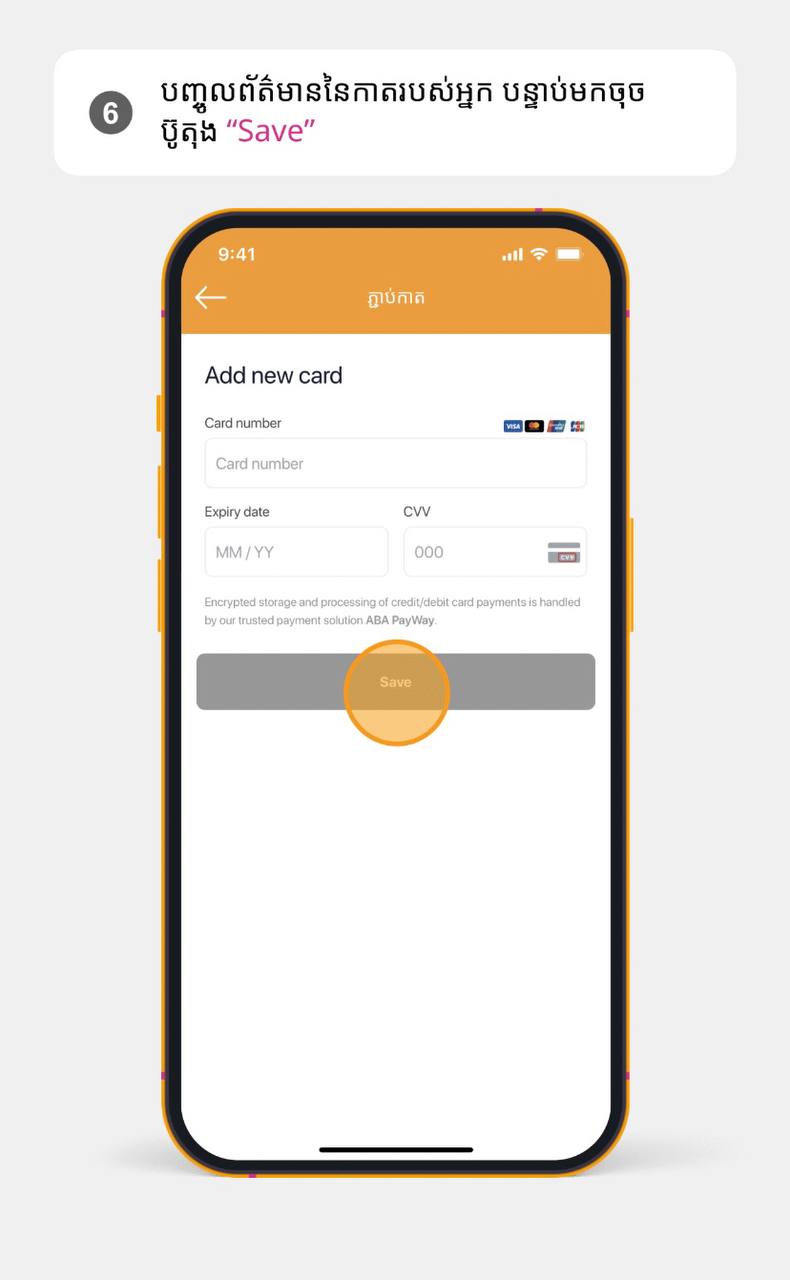 6
បញ្ចូលព័ត៌មាននៃកាតរបស់អ្នក បន្ទាប់មកចុច
ប៊ូតុង “Save”
9:41
ភ្ជាប់កាត
Add new card
Card number
VISA
JCB
Card number
Expiry date
CVV
MM / YY
000
CVV
Encrypted storage and processing of credit/debit card payments is handled
by our trusted payment solution ABA PayWay.
Save